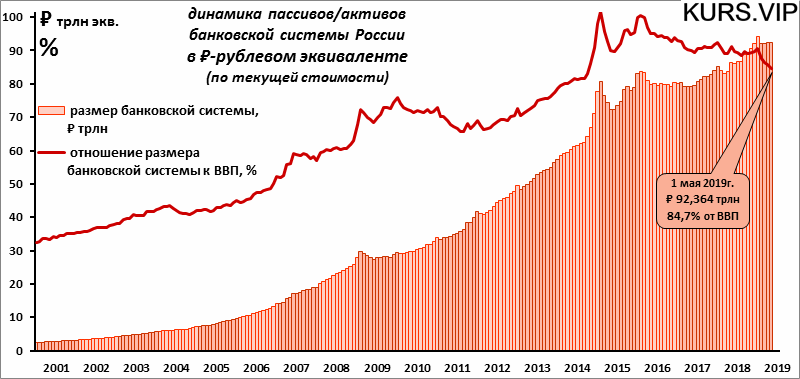 KURS.VIP
₽ трлн экв.
%
динамика пассивов/активов
банковской системы России
в ₽-рублевом эквиваленте
(по текущей стоимости)
размер банковской системы,
₽ трлн
отношение размера
банковской системы к ВВП, %
100
90
80
70
60
50
40
30
20
10
0
1 мая 2019г.
₽ 92,364 трлн
84,7% от ВВП
2001 2002 2003 2004 2005 2006 2007 2008 2009 2010 2011 2012 2013 2014 2015 2016 2017 2018 2019